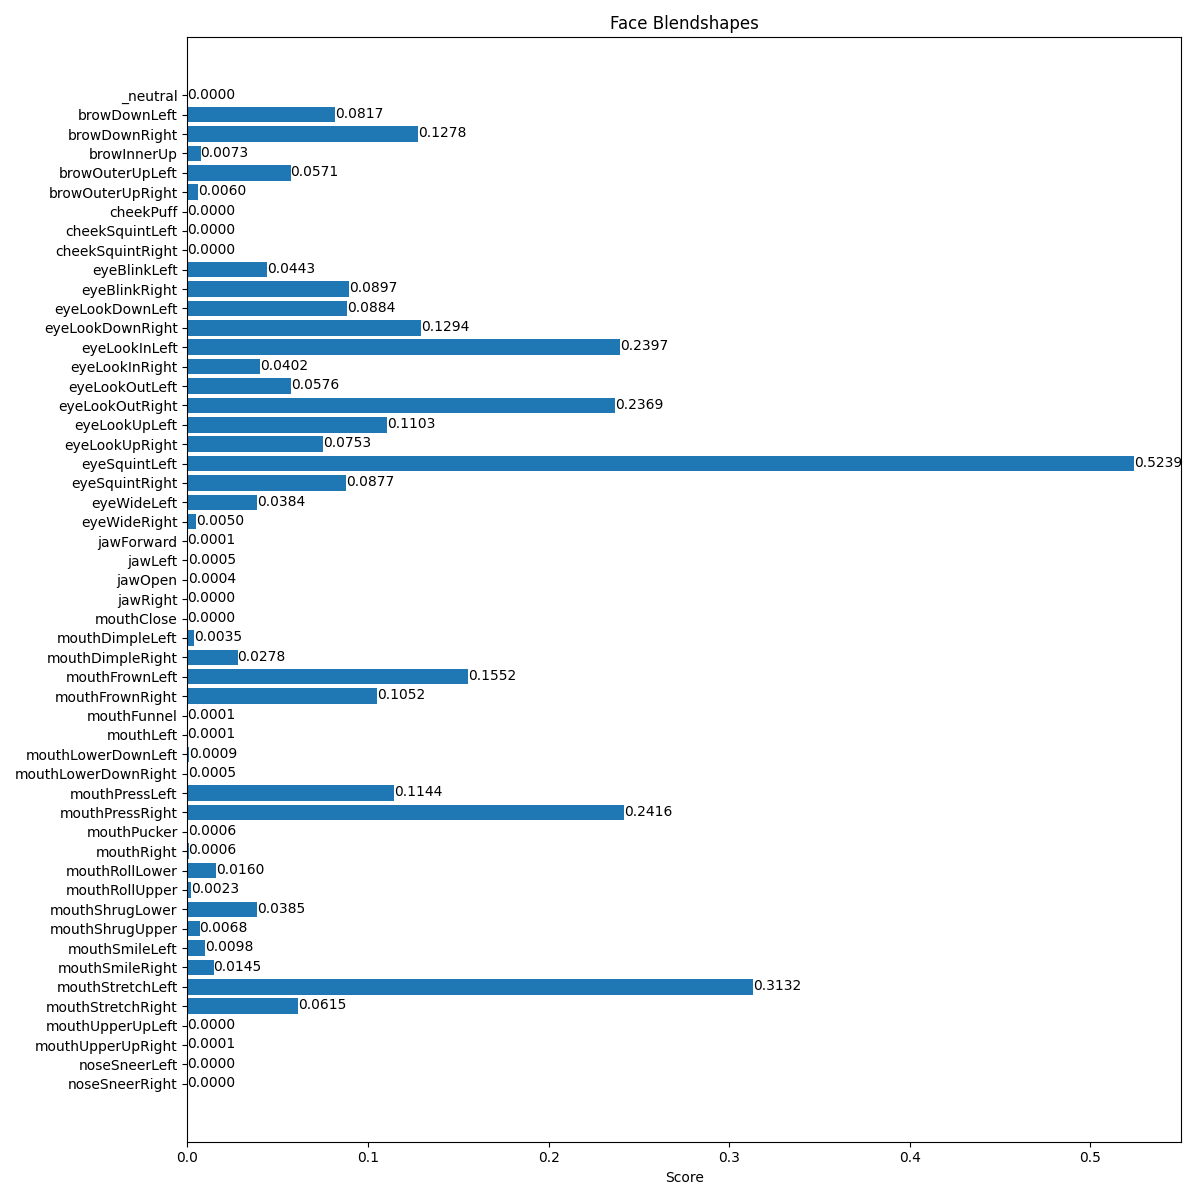 Face Blendshapes
_neutral 0.0000
browDownLeft 0.0817
browDownRight 0.1278
browInnerUp 0.0073
browOuterUpLeft 0.0571
browOuterUpRight 0.0060
cheekPuff 0.0000
cheekSquintLeft 0.0000
cheekSquintRight 0.0000
eyeBlinkLeft 0.0443
eyeBlinkRight 0.0897
eyeLookDownLeft 0.0884
eyeLookDownRight 0.1294
eyeLookInLeft 0.2397
eyeLookInRight 0.0402
eyeLookOutLeft 0.0576
eyeLookOutRight 0.2369
eyeLookUpLeft 0.1103
eyeLookUpRight 0.0753
eyeSquintLeft 0.5239
eyeSquintRight 0.0877
eyeWideLeft 0.0384
eyeWideRight 0.0050
jawForward 0.0001
jawLeft 0.0005
jawOpen 0.0004
jawRight 0.0000
mouthClose 0.0000
mouthDimpleLeft 0.0035
mouthDimpleRight 0.0278
mouthFrownLeft 0.1552
mouthFrownRight 0.1052
mouthFunnel 0.0001
mouthLeft 0.0001
mouthLowerDownLeft 0.0009
mouthLowerDownRight 0.0005
mouthPressLeft 0.1144
mouthPressRight 0.2416
mouthPucker 0.0006
mouthRight 0.0006
mouthRollLower 0.0160
mouthRollUpper 0.0023
mouthShrugLower 0.0385
mouthShrugUpper 0.0068
mouthSmileLeft 0.0098
mouthSmileRight 0.0145
mouthStretchLeft 0.3132
mouthStretchRight 0.0615
mouthUpperUpLeft 0.0000
mouthUpperUpRight 0.0001
noseSneerLeft 0.0000
noseSneerRight 0.0000
0.0 0.1 0.2 0.3 0.4 0.5
Score